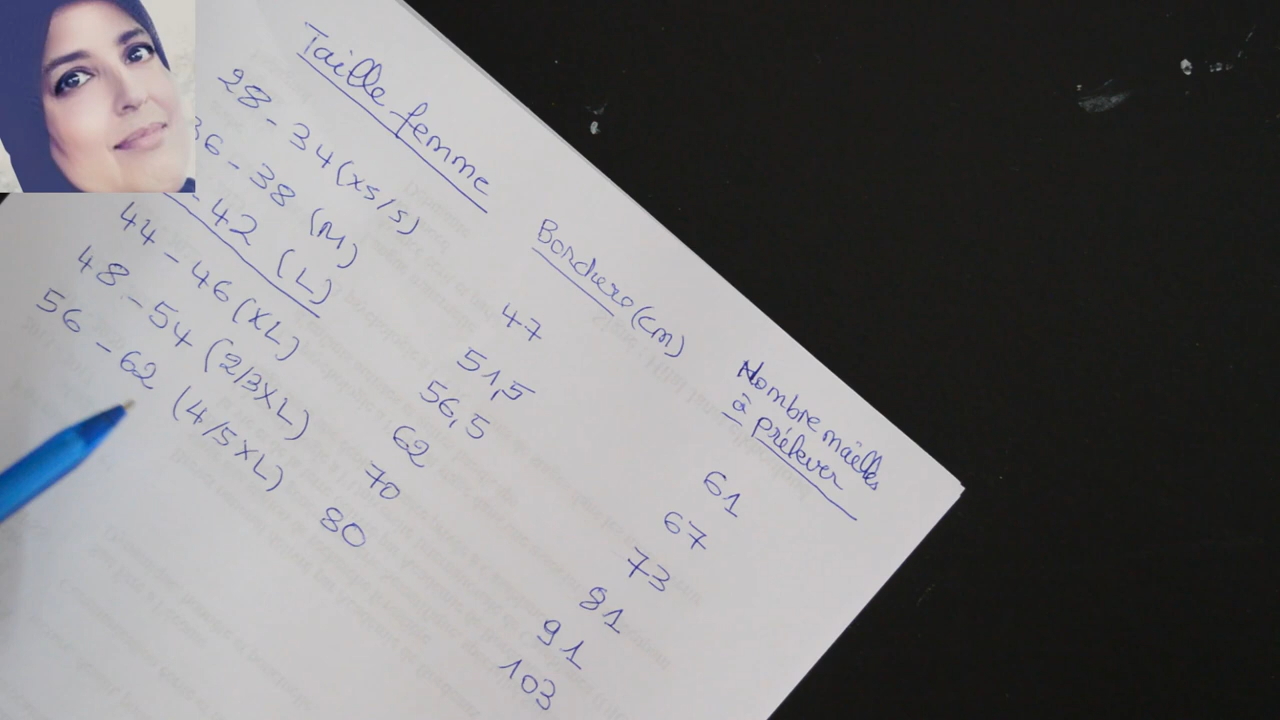 Taille femme Bordure (cm) Nombre mailles
à prélever
28 - 34 (XS/S) 47 61
36 - 38 (M) 51,5 67
- 42 (L) 56,5 73
44 - 46 (XL) 62 81
48 - 54 (2/3XL) 70 91
56 - 62 (4/5XL) 80 103